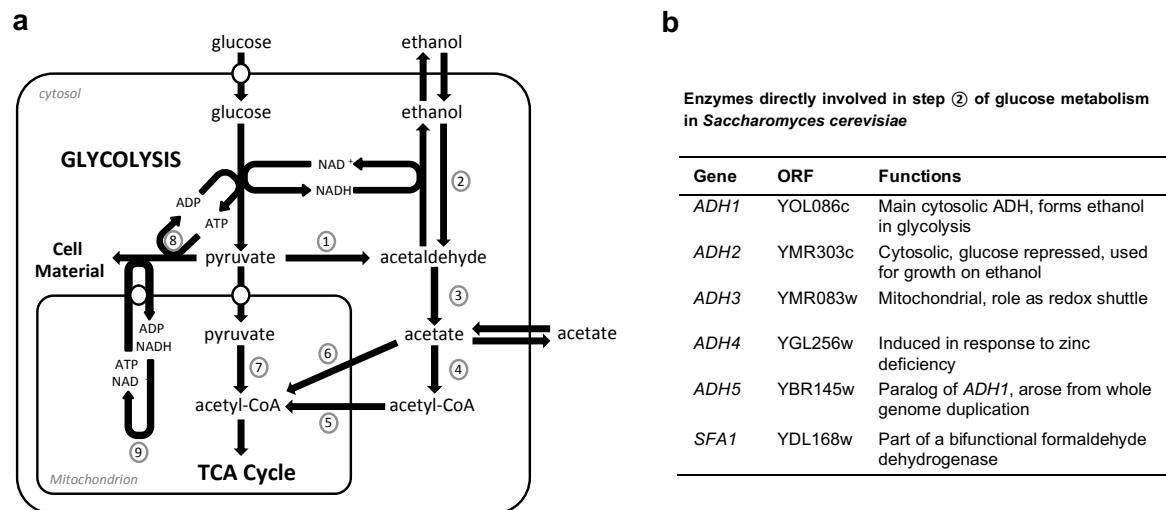 a
glucose
ethanol
cytosol
glucose
ethanol
GLYCOLYSIS
NAD +
NADH
②
ADP
ATP
⑧
①
Cell
Material
pyruvate
acetaldehyde
③
ADP
NADH
ATP
NAD
pyruvate
acetate
acetate
⑥
⑦
④
acetyl-CoA
acetyl-CoA
⑤
⑨
TCA Cycle
Mitochondrion
b
Enzymes directly involved in step ② of glucose metabolism
in Saccharomyces cerevisiae
Gene ORF Functions
ADH1 YOL086c Main cytosolic ADH, forms ethanol
in glycolysis
ADH2 YMR303c Cytosolic, glucose repressed, used
for growth on ethanol
ADH3 YMR083w Mitochondrial, role as redox shuttle
ADH4 YGL256w Induced in response to zinc
deficiency
ADH5 YBR145w Paralog of ADH1, arose from whole
genome duplication
SFA1 YDL168w Part of a bifunctional formaldehyde
dehydrogenase